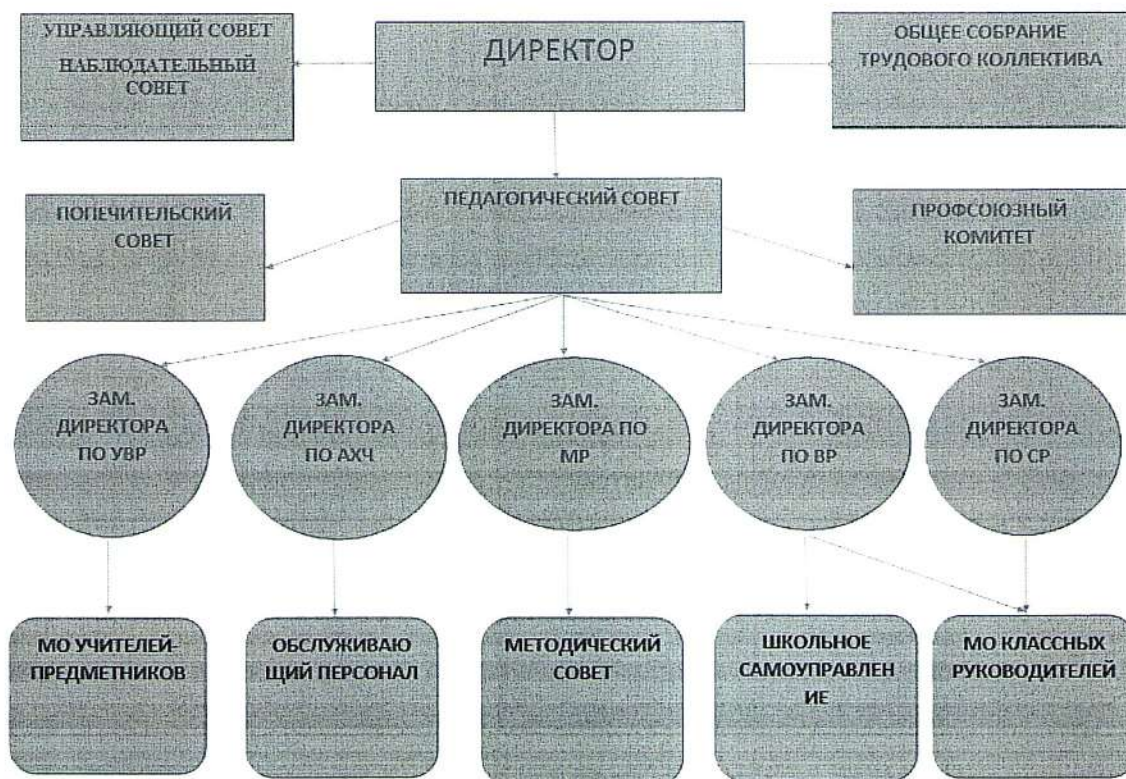 УПРАВЛЯЮЩИЙ СОВЕТ
НАБЛЮДАТЕЛЬНЫЙ
СОВЕТ
ДИРЕКТОР
ОБЩЕЕ СОБРАНИЕ
ТРУДОВОГО КОЛЛЕКТИВА
ПОПЕЧИТЕЛЬСКИЙ
СОВЕТ
ПЕДАГОГИЧЕСКИЙ СОВЕТ
ПРОФСОЮЗНЫЙ
КОМИТЕТ
ЗАМ.
ДИРЕКТОРА
ПО УВР
ЗАМ.
ДИРЕКТОРА
ПО АХЧ
ЗАМ.
ДИРЕКТОРА ПО
МР
ЗАМ.
ДИРЕКТОРА
ПО ВР
ЗАМ.
ДИРЕКТОРА
ПО СР
МО УЧИТЕЛЕЙ-
ПРЕДМЕТНИКОВ
ОБСЛУЖИВАЮ
ЩИЙ ПЕРСОНАЛ
МЕТОДИЧЕСКИЙ
СОВЕТ
ШКОЛЬНОЕ
САМОУПРАВЛЕН
ИЕ
МО КЛАССНЫХ
РУКОВОДИТЕЛЕЙ